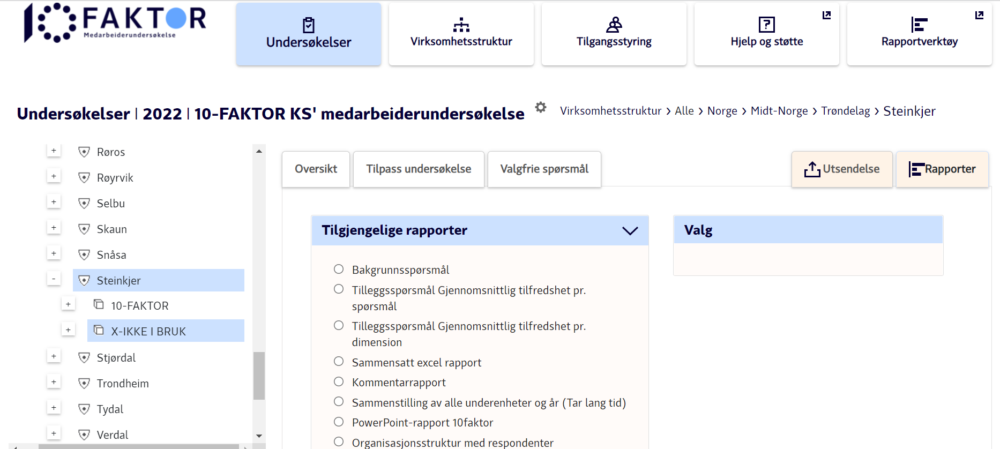 10 FAKTOR
Medarbeiderundersøkelse
Undersøkelser
Virksomhetsstruktur
Tilgangsstyring
Hjelp og støtte
Rapportverktøy
Undersøkelser | 2022 | 10-FAKTOR KS' medarbeiderundersøkelse
Virksomhetsstruktur > Alle > Norge > Midt-Norge > Trøndelag > Steinkjer
+ Røros
+ Røyrvik
+ Selbu
+ Skaun
+ Snåsa
- Steinkjer
+ 10-FAKTOR
+ X-IKKE I BRUK
+ Stjørdal
+ Trondheim
+ Tydal
+ Verdal
Oversikt
Tilpass undersøkelse
Valgfrie spørsmål
Utsendelse
Rapporter
Tilgjengelige rapporter
Bakgrunnsspørsmål
Tilleggsspørsmål Gjennomsnittlig tilfredshet pr.
spørsmål
Tilleggsspørsmål Gjennomsnittlig tilfredshet pr.
dimension
Sammensatt excel rapport
Kommentarrapport
Sammenstilling av alle underenheter og år (Tar lang tid)
PowerPoint-rapport 10faktor
Organisasjonsstruktur med respondenter
Valg